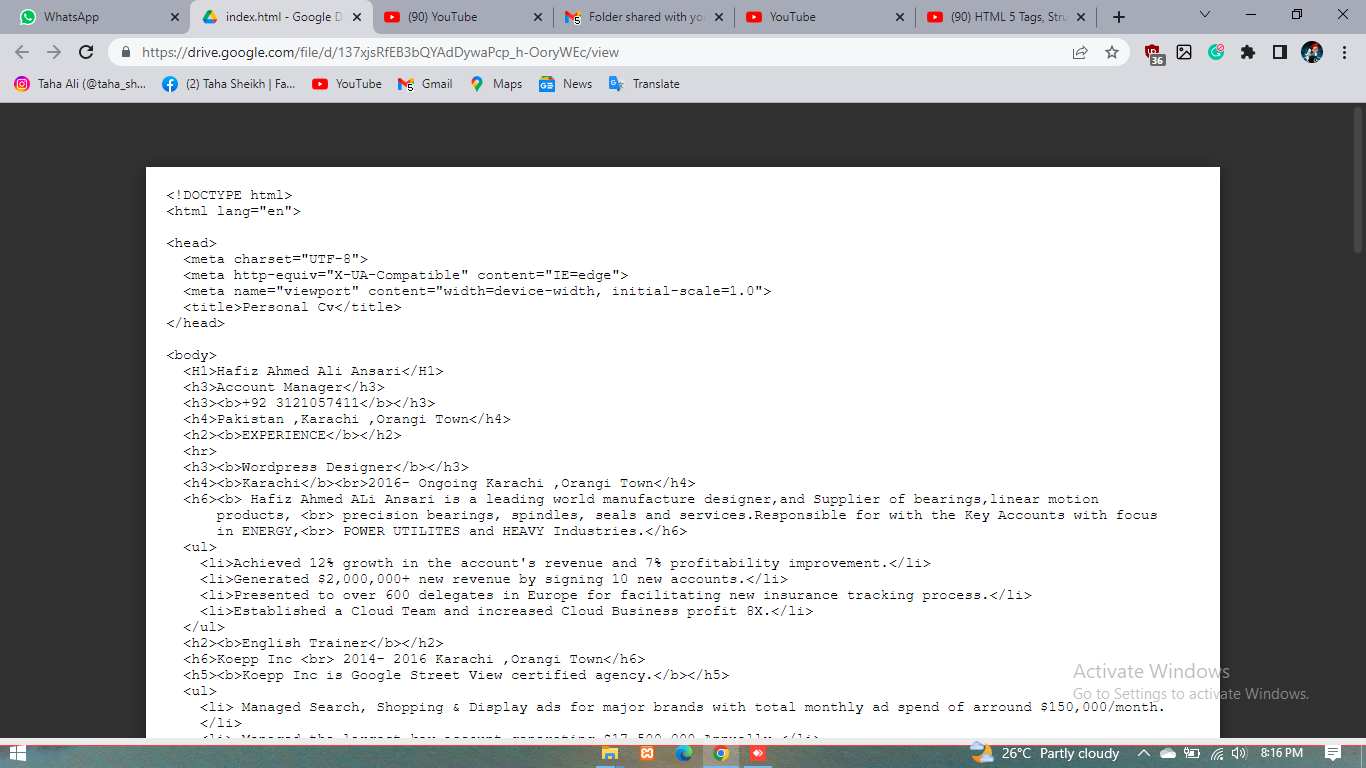 WhatsApp
index.html - Google D
(90) YouTube
Folder shared with yo
YouTube
(90) HTML 5 Tags, Stru
https://drive.google.com/file/d/137xjsRfEB3bQYAdDywaPcp_h-OoryWEc/view
36
Taha Ali (@taha_sh...
(2) Taha Sheikh | Fa...
YouTube
Gmail
Maps
News
Translate
<!DOCTYPE html>
<html lang="en">
<head>
<meta charset="UTF-8">
<meta http-equiv="X-UA-Compatible" content="IE=edge">
<meta name="viewport" content="width=device-width, initial-scale=1.0">
<title>Personal Cv</title>
</head>
<body>
<H1>Hafiz Ahmed Ali Ansari</H1>
<h3>Account Manager</h3>
<h3><b>+92 3121057411</b></h3>
<h4>Pakistan ,Karachi ,Orangi Town</h4>
<h2><b>EXPERIENCE</b></h2>
<hr>
<h3><b>Wordpress Designer</b></h3>
<h4><b>Karachi</b><br>2016- Ongoing Karachi ,Orangi Town</h4>
<h6><b> Hafiz Ahmed ALi Ansari is a leading world manufacture designer,and Supplier of bearings,linear motion
products, <br> precision bearings, spindles, seals and services.Responsible for with the Key Accounts with focus
in ENERGY,<br> POWER UTILITES and HEAVY Industries.</h6>
<ul>
<li>Achieved 12% growth in the account's revenue and 7% profitability improvement.</li>
<li>Generated $2,000,000+ new revenue by signing 10 new accounts.</li>
<li>Presented to over 600 delegates in Europe for facilitating new insurance tracking process.</li>
<li>Established a Cloud Team and increased Cloud Business profit 8X.</li>
</ul>
<h2><b>English Trainer</b></h2>
<h6>Koepp Inc <br> 2014- 2016 Karachi ,Orangi Town</h6>
<h5><b>Koepp Inc is Google Street View certified agency.</b></h5>
<ul>
<li> Managed Search, Shopping & Display ads for major brands with total monthly ad spend of arround $150,000/month.
</li>
<li> Managed the largest key account generating $17,500,000 Annually.</li>
Activate Windows
Go to Settings to activate Windows.
26°C Partly cloudy
8:16 PM